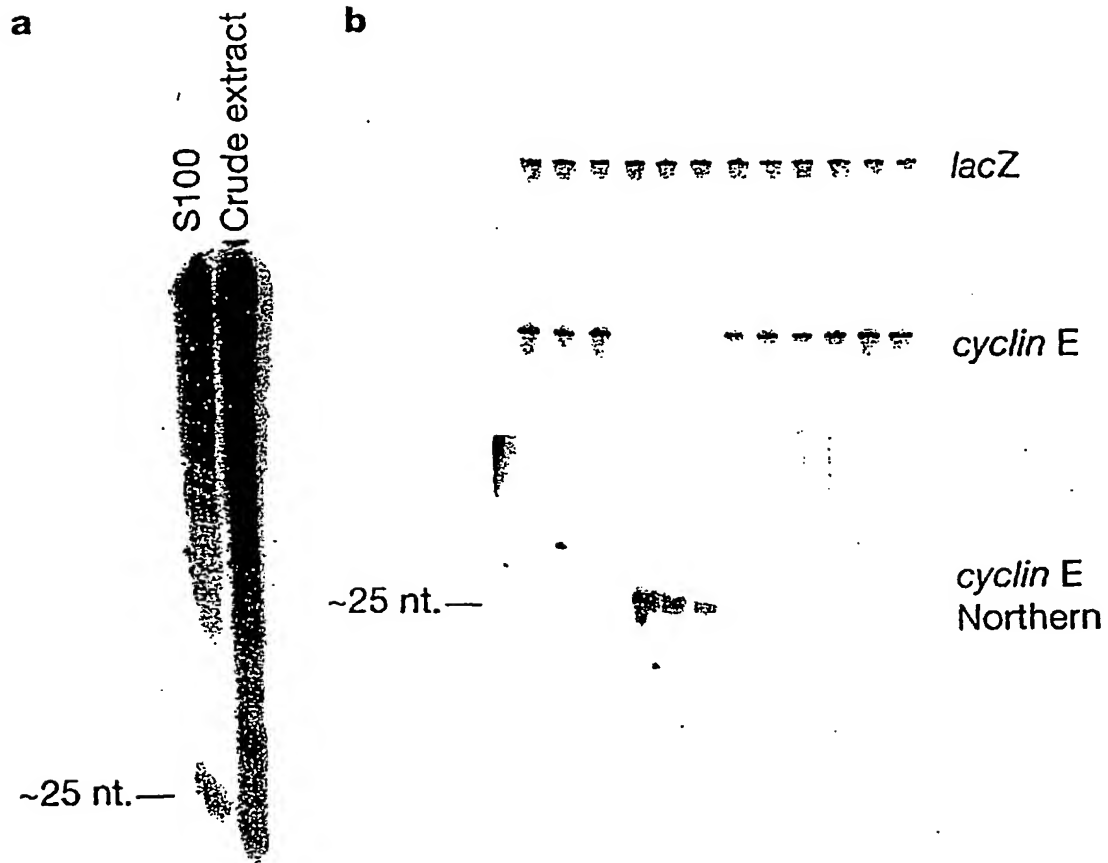 a
S100
Crude extract
~25 nt.—
b
lacZ
cyclin E
~25 nt.—
cyclin E
Northern